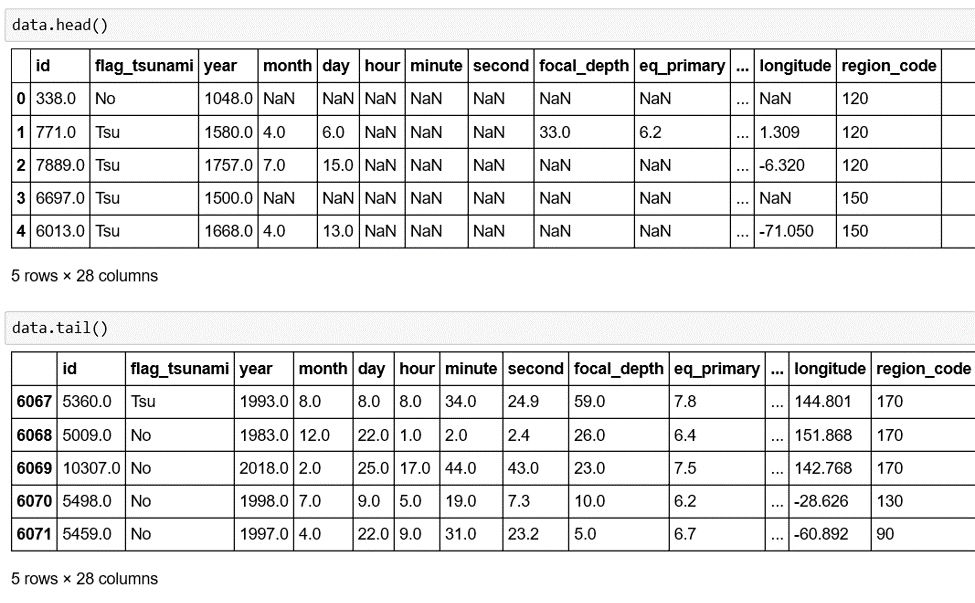 data.head()
id flag_tsunami year month day hour minute second focal_depth eq_primary ... longitude region_code
0 338.0 No 1048.0 NaN NaN NaN NaN NaN NaN NaN ... NaN 120
1 771.0 Tsu 1580.0 4.0 6.0 NaN NaN NaN 33.0 6.2 ... 1.309 120
2 7889.0 Tsu 1757.0 7.0 15.0 NaN NaN NaN NaN NaN ... -6.320 120
3 6697.0 Tsu 1500.0 NaN NaN NaN NaN NaN NaN NaN ... NaN 150
4 6013.0 Tsu 1668.0 4.0 13.0 NaN NaN NaN NaN NaN ... -71.050 150
5 rows × 28 columns
data.tail()
id flag_tsunami year month day hour minute second focal_depth eq_primary ... longitude region_code
6067 5360.0 Tsu 1993.0 8.0 8.0 8.0 34.0 24.9 59.0 7.8 ... 144.801 170
6068 5009.0 No 1983.0 12.0 22.0 1.0 2.0 2.4 26.0 6.4 ... 151.868 170
6069 10307.0 No 2018.0 2.0 25.0 17.0 44.0 43.0 23.0 7.5 ... 142.768 170
6070 5498.0 No 1998.0 7.0 9.0 5.0 19.0 7.3 10.0 6.2 ... -28.626 130
6071 5459.0 No 1997.0 4.0 22.0 9.0 31.0 23.2 5.0 6.7 ... -60.892 90
5 rows × 28 columns